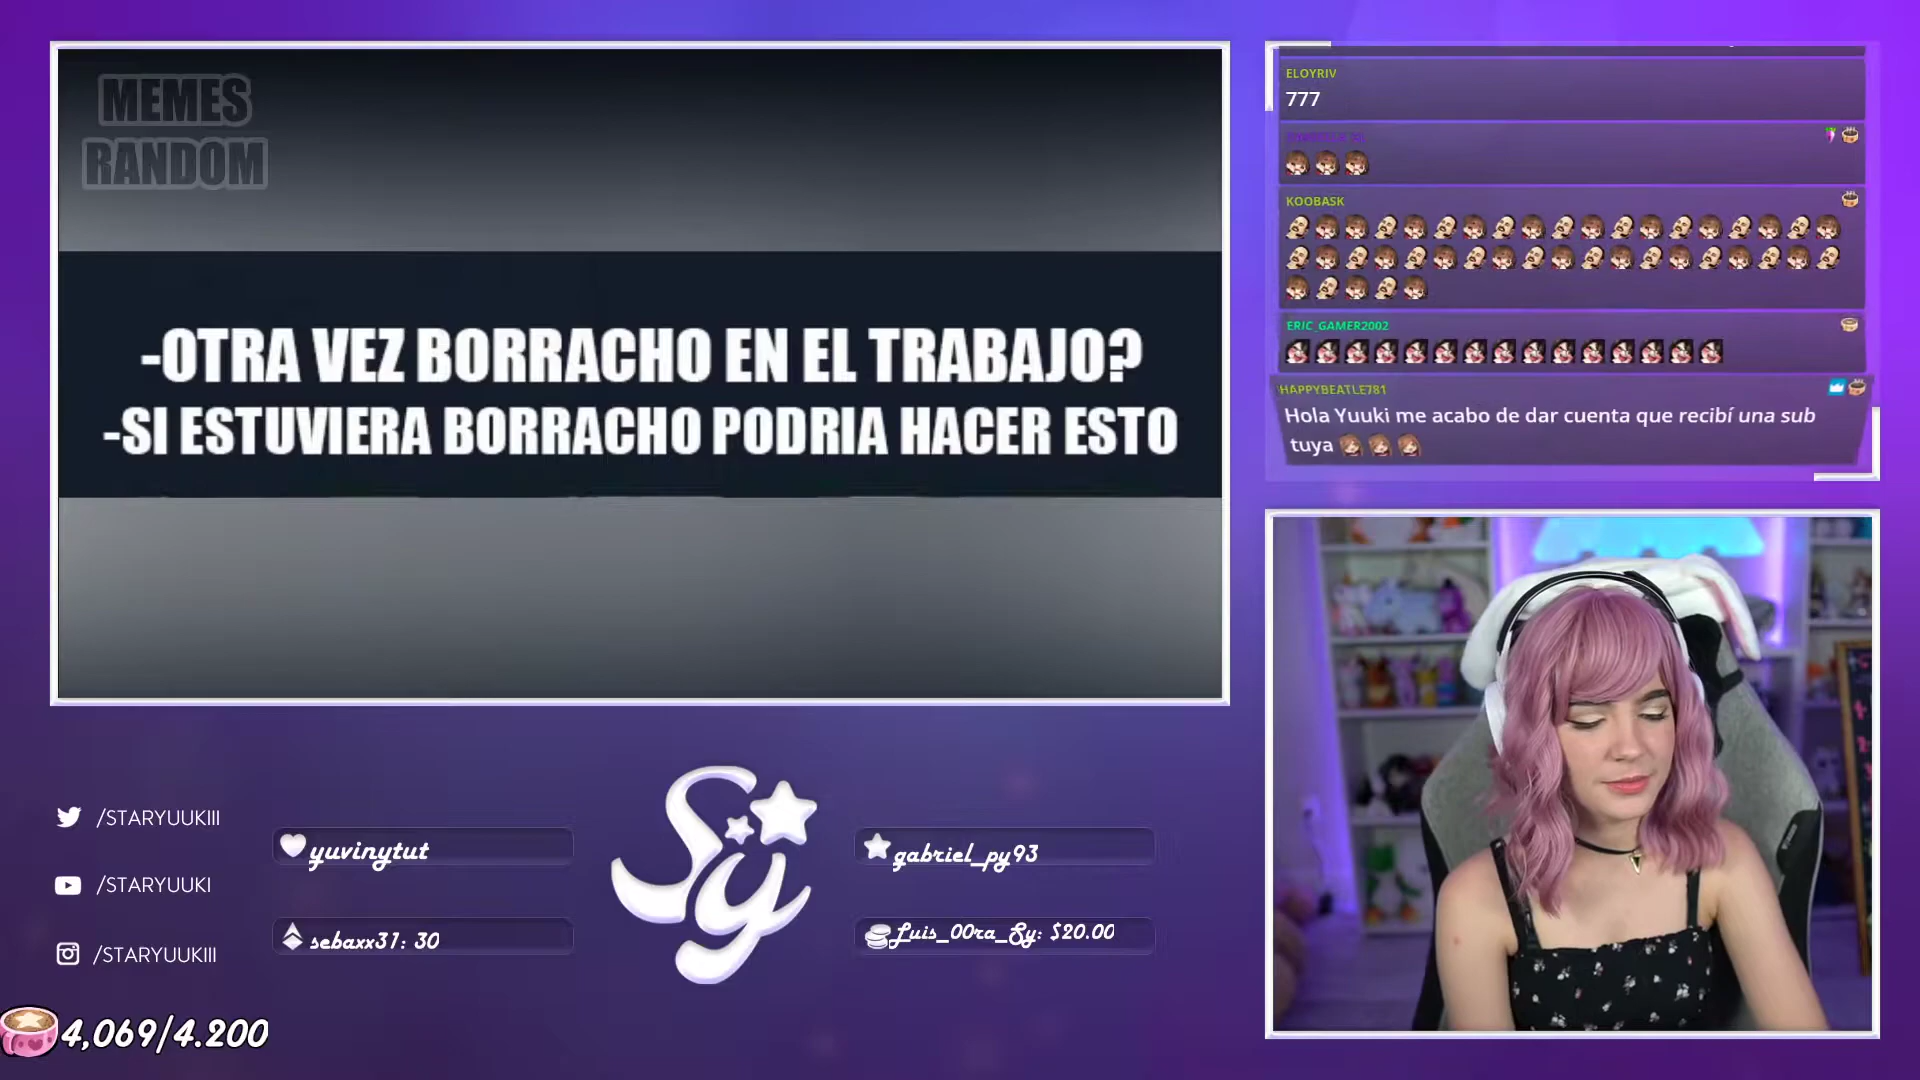 MEMES
RANDOM
-OTRA VEZ BORRACHO EN EL TRABAJO?
-SI ESTUVIERA BORRACHO PODRIA HACER ESTO
ELOYRIV
777
KOOBASK
ERIC_GAMER2002
HAPPYBEATLE781
Hola Yuuki me acabo de dar cuenta que recibí una sub
tuya
/STARYUUKIII
/STARYUUKI
/STARYUUKIII
yuvinytut
sebaxx31: 30
Sy
gabriel_py93
Luis_00ra_Sy: $20.00
4,069/4.200